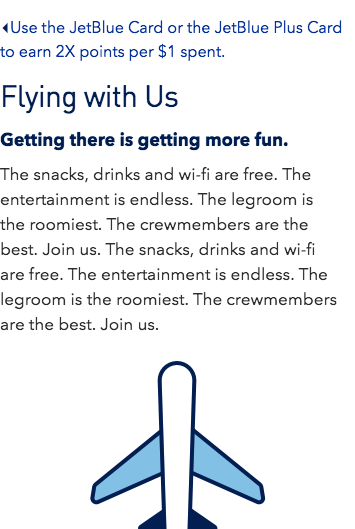 ◂Use the JetBlue Card or the JetBlue Plus Card
to earn 2X points per $1 spent.
Flying with Us
Getting there is getting more fun.
The snacks, drinks and wi-fi are free. The
entertainment is endless. The legroom is
the roomiest. The crewmembers are the
best. Join us. The snacks, drinks and wi-fi
are free. The entertainment is endless. The
legroom is the roomiest. The crewmembers
are the best. Join us.